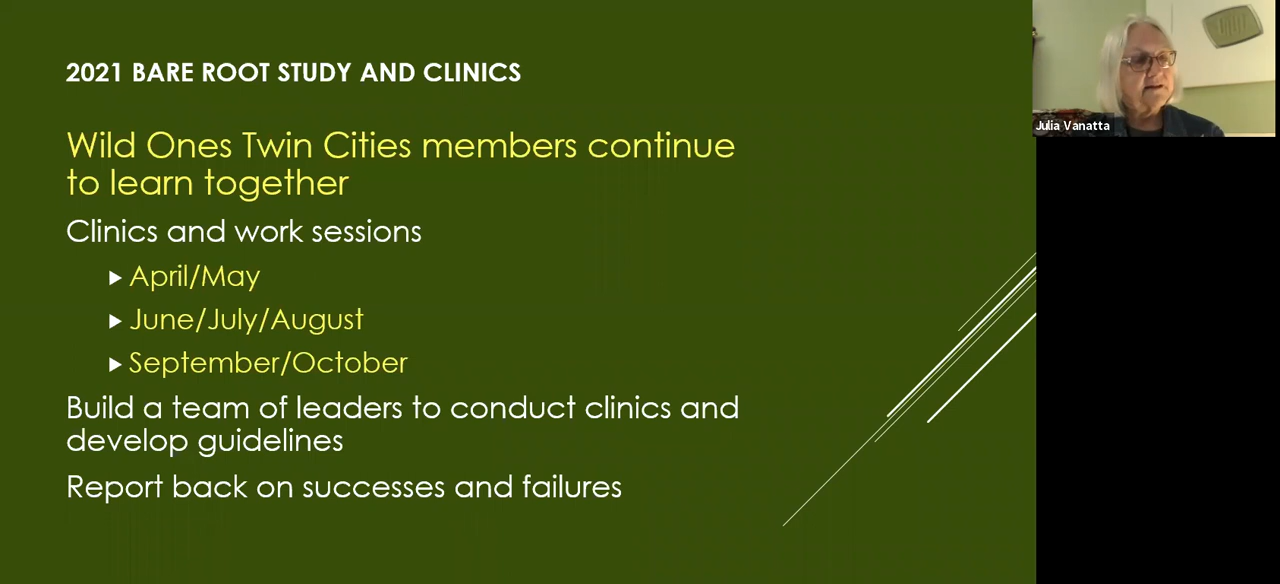 2021 BARE ROOT STUDY AND CLINICS
Wild Ones Twin Cities members continue
to learn together
Clinics and work sessions
April/May
June/July/August
September/October
Build a team of leaders to conduct clinics and
develop guidelines
Report back on successes and failures
Julia Vanatta